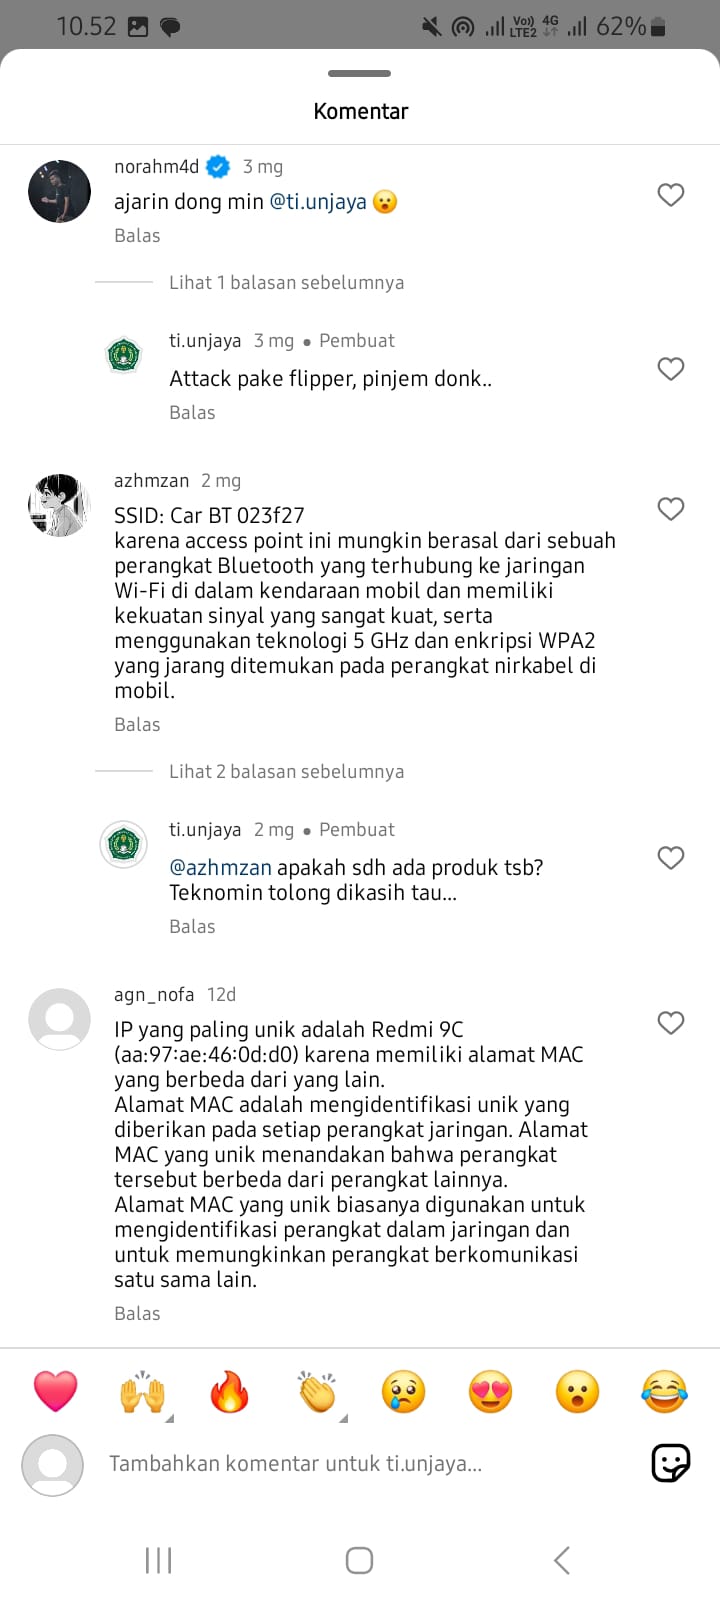 10.52
Vo)) 4G
LTE2
62%
Komentar
norahm4d 3 mg
ajarin dong min @ti.unjaya 😮
Balas
Lihat 1 balasan sebelumnya
ti.unjaya 3 mg • Pembuat
Attack pake flipper, pinjem donk..
Balas
azhmzan 2 mg
SSID: Car BT 023f27
karena access point ini mungkin berasal dari sebuah
perangkat Bluetooth yang terhubung ke jaringan
Wi-Fi di dalam kendaraan mobil dan memiliki
kekuatan sinyal yang sangat kuat, serta
menggunakan teknologi 5 GHz dan enkripsi WPA2
yang jarang ditemukan pada perangkat nirkabel di
mobil.
Balas
Lihat 2 balasan sebelumnya
ti.unjaya 2 mg • Pembuat
@azhmzan apakah sdh ada produk tsb?
Teknomin tolong dikasih tau...
Balas
agn_nofa 12d
IP yang paling unik adalah Redmi 9C
(aa:97:ae:46:0d:d0) karena memiliki alamat MAC
yang berbeda dari yang lain.
Alamat MAC adalah mengidentifikasi unik yang
diberikan pada setiap perangkat jaringan. Alamat
MAC yang unik menandakan bahwa perangkat
tersebut berbeda dari perangkat lainnya.
Alamat MAC yang unik biasanya digunakan untuk
mengidentifikasi perangkat dalam jaringan dan
untuk memungkinkan perangkat berkomunikasi
satu sama lain.
Balas
Tambahkan komentar untuk ti.unjaya...